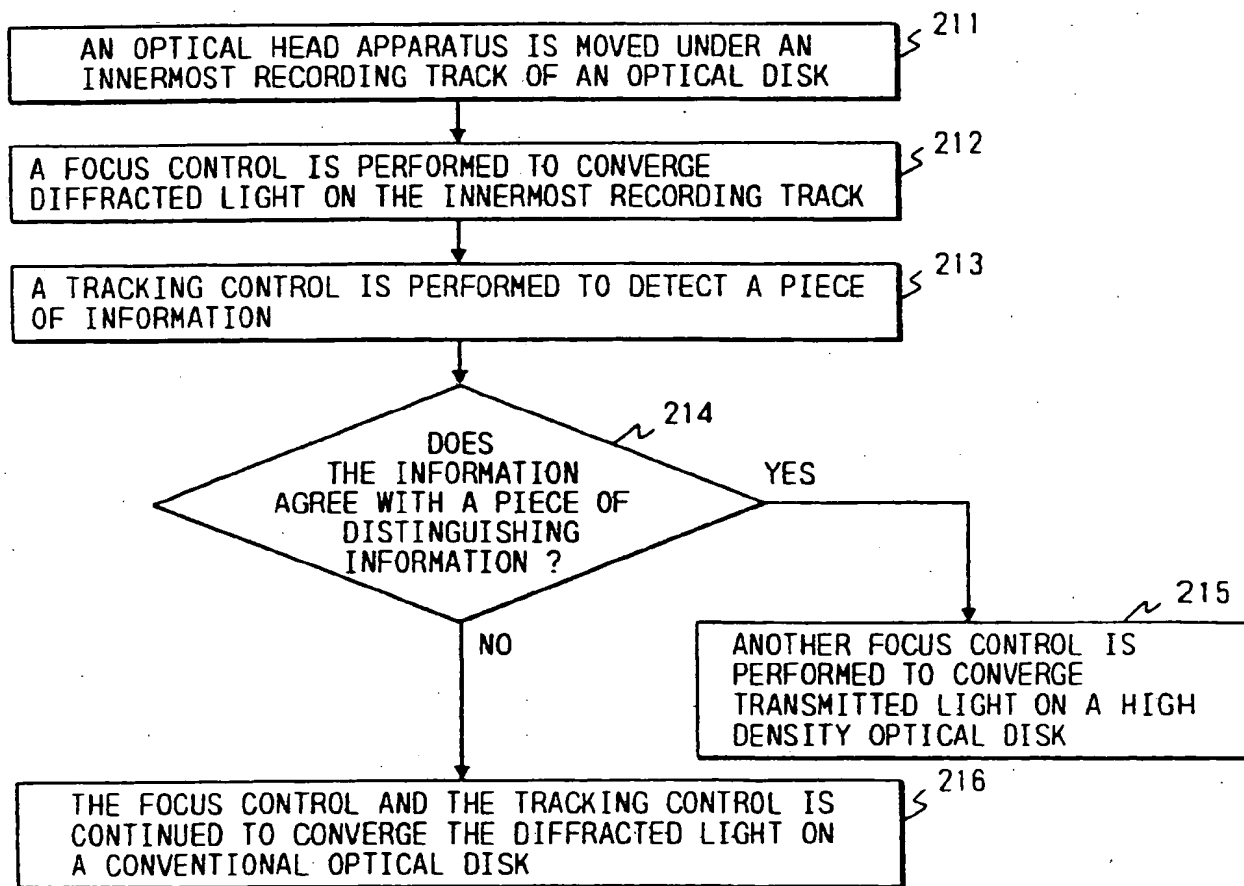 211
AN OPTICAL HEAD APPARATUS IS MOVED UNDER AN
INNERMOST RECORDING TRACK OF AN OPTICAL DISK
212
A FOCUS CONTROL IS PERFORMED TO CONVERGE
DIFFRACTED LIGHT ON THE INNERMOST RECORDING TRACK
213
A TRACKING CONTROL IS PERFORMED TO DETECT A PIECE
OF INFORMATION
214
DOES
THE INFORMATION
AGREE WITH A PIECE OF
DISTINGUISHING
INFORMATION ?
YES
NO
215
ANOTHER FOCUS CONTROL IS
PERFORMED TO CONVERGE
TRANSMITTED LIGHT ON A HIGH
DENSITY OPTICAL DISK
216
THE FOCUS CONTROL AND THE TRACKING CONTROL IS
CONTINUED TO CONVERGE THE DIFFRACTED LIGHT ON
A CONVENTIONAL OPTICAL DISK